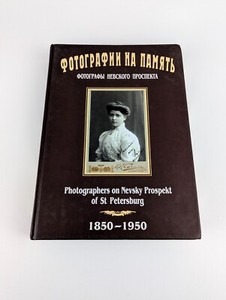 ФОТОГРАФИИ НА ПАМЯТЬ
ФОТОГРАФЫ НЕВСКОГО ПРОСПЕКТА
Photographers on Nevsky Prospekt
of St Petersburg
1850–1950